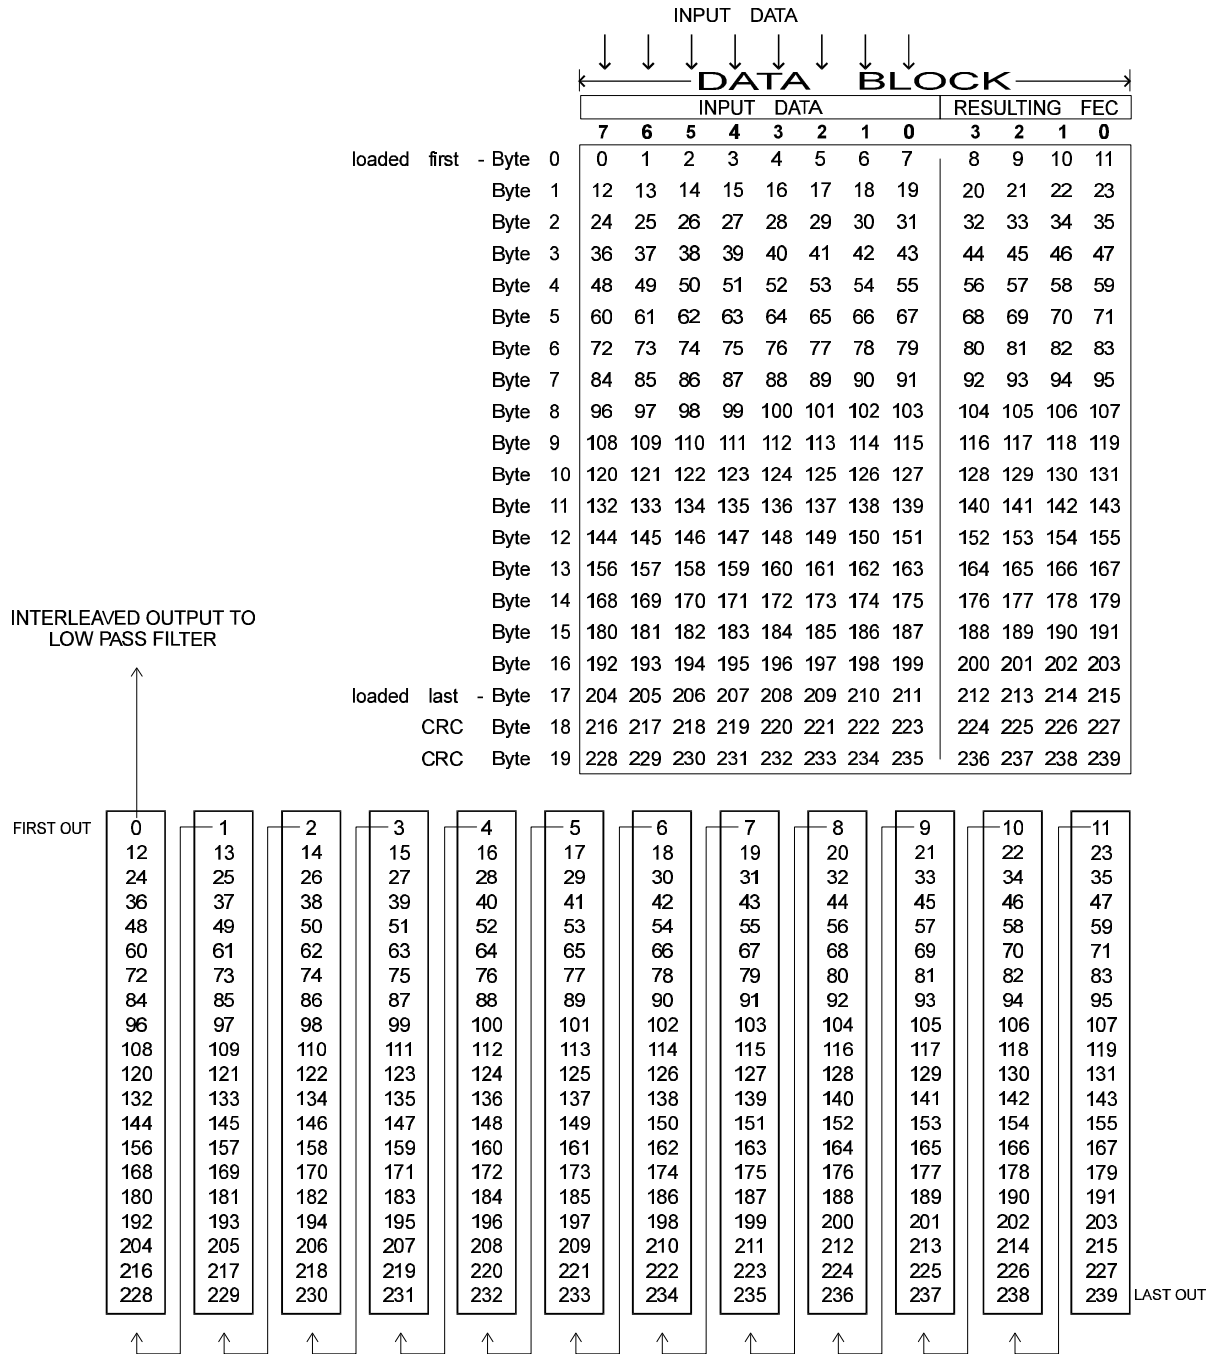 INPUT DATA
DATA BLOCK
INPUT DATA RESULTING FEC
7 6 5 4 3 2 1 0 3 2 1 0
loaded first - Byte 0 0 1 2 3 4 5 6 7 8 9 10 11
Byte 1 12 13 14 15 16 17 18 19 20 21 22 23
Byte 2 24 25 26 27 28 29 30 31 32 33 34 35
Byte 3 36 37 38 39 40 41 42 43 44 45 46 47
Byte 4 48 49 50 51 52 53 54 55 56 57 58 59
Byte 5 60 61 62 63 64 65 66 67 68 69 70 71
Byte 6 72 73 74 75 76 77 78 79 80 81 82 83
Byte 7 84 85 86 87 88 89 90 91 92 93 94 95
Byte 8 96 97 98 99 100 101 102 103 104 105 106 107
Byte 9 108 109 110 111 112 113 114 115 116 117 118 119
Byte 10 120 121 122 123 124 125 126 127 128 129 130 131
Byte 11 132 133 134 135 136 137 138 139 140 141 142 143
Byte 12 144 145 146 147 148 149 150 151 152 153 154 155
Byte 13 156 157 158 159 160 161 162 163 164 165 166 167
Byte 14 168 169 170 171 172 173 174 175 176 177 178 179
Byte 15 180 181 182 183 184 185 186 187 188 189 190 191
Byte 16 192 193 194 195 196 197 198 199 200 201 202 203
loaded last - Byte 17 204 205 206 207 208 209 210 211 212 213 214 215
CRC Byte 18 216 217 218 219 220 221 222 223 224 225 226 227
CRC Byte 19 228 229 230 231 232 233 234 235 236 237 238 239
INTERLEAVED OUTPUT TO
LOW PASS FILTER
FIRST OUT 0 1 2 3 4 5 6 7 8 9 10 11
12 13 14 15 16 17 18 19 20 21 22 23
24 25 26 27 28 29 30 31 32 33 34 35
36 37 38 39 40 41 42 43 44 45 46 47
48 49 50 51 52 53 54 55 56 57 58 59
60 61 62 63 64 65 66 67 68 69 70 71
72 73 74 75 76 77 78 79 80 81 82 83
84 85 86 87 88 89 90 91 92 93 94 95
96 97 98 99 100 101 102 103 104 105 106 107
108 109 110 111 112 113 114 115 116 117 118 119
120 121 122 123 124 125 126 127 128 129 130 131
132 133 134 135 136 137 138 139 140 141 142 143
144 145 146 147 148 149 150 151 152 153 154 155
156 157 158 159 160 161 162 163 164 165 166 167
168 169 170 171 172 173 174 175 176 177 178 179
180 181 182 183 184 185 186 187 188 189 190 191
192 193 194 195 196 197 198 199 200 201 202 203
204 205 206 207 208 209 210 211 212 213 214 215
216 217 218 219 220 221 222 223 224 225 226 227
228 229 230 231 232 233 234 235 236 237 238 239 LAST OUT